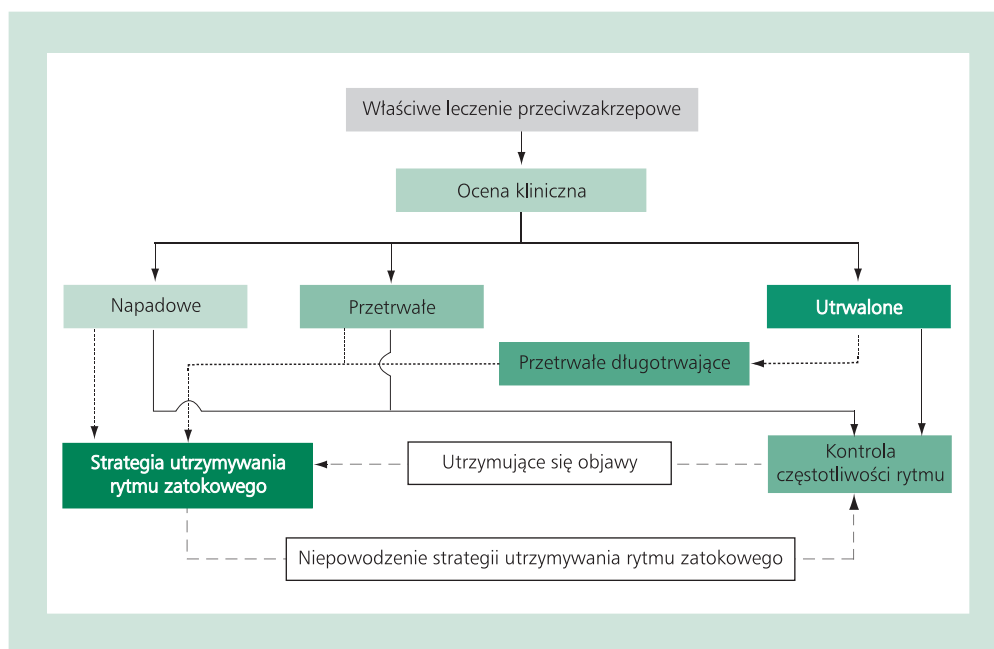 Właściwe leczenie przeciwzakrzepowe
Ocena kliniczna
Napadowe
Przetrwałe
Utrwalone
Przetrwałe długotrwające
Strategia utrzymywania
rytmu zatokowego
Utrzymujące się objawy
Kontrola
częstotliwości rytmu
Niepowodzenie strategii utrzymywania rytmu zatokowego